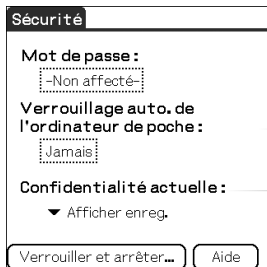 Sécurité
Mot de passe :
-Non affecté-
Verrouillage auto. de
l'ordinateur de poche :
Jamais
Confidentialité actuelle :
Afficher enreg.
Verrouiller et arrêter... Aide